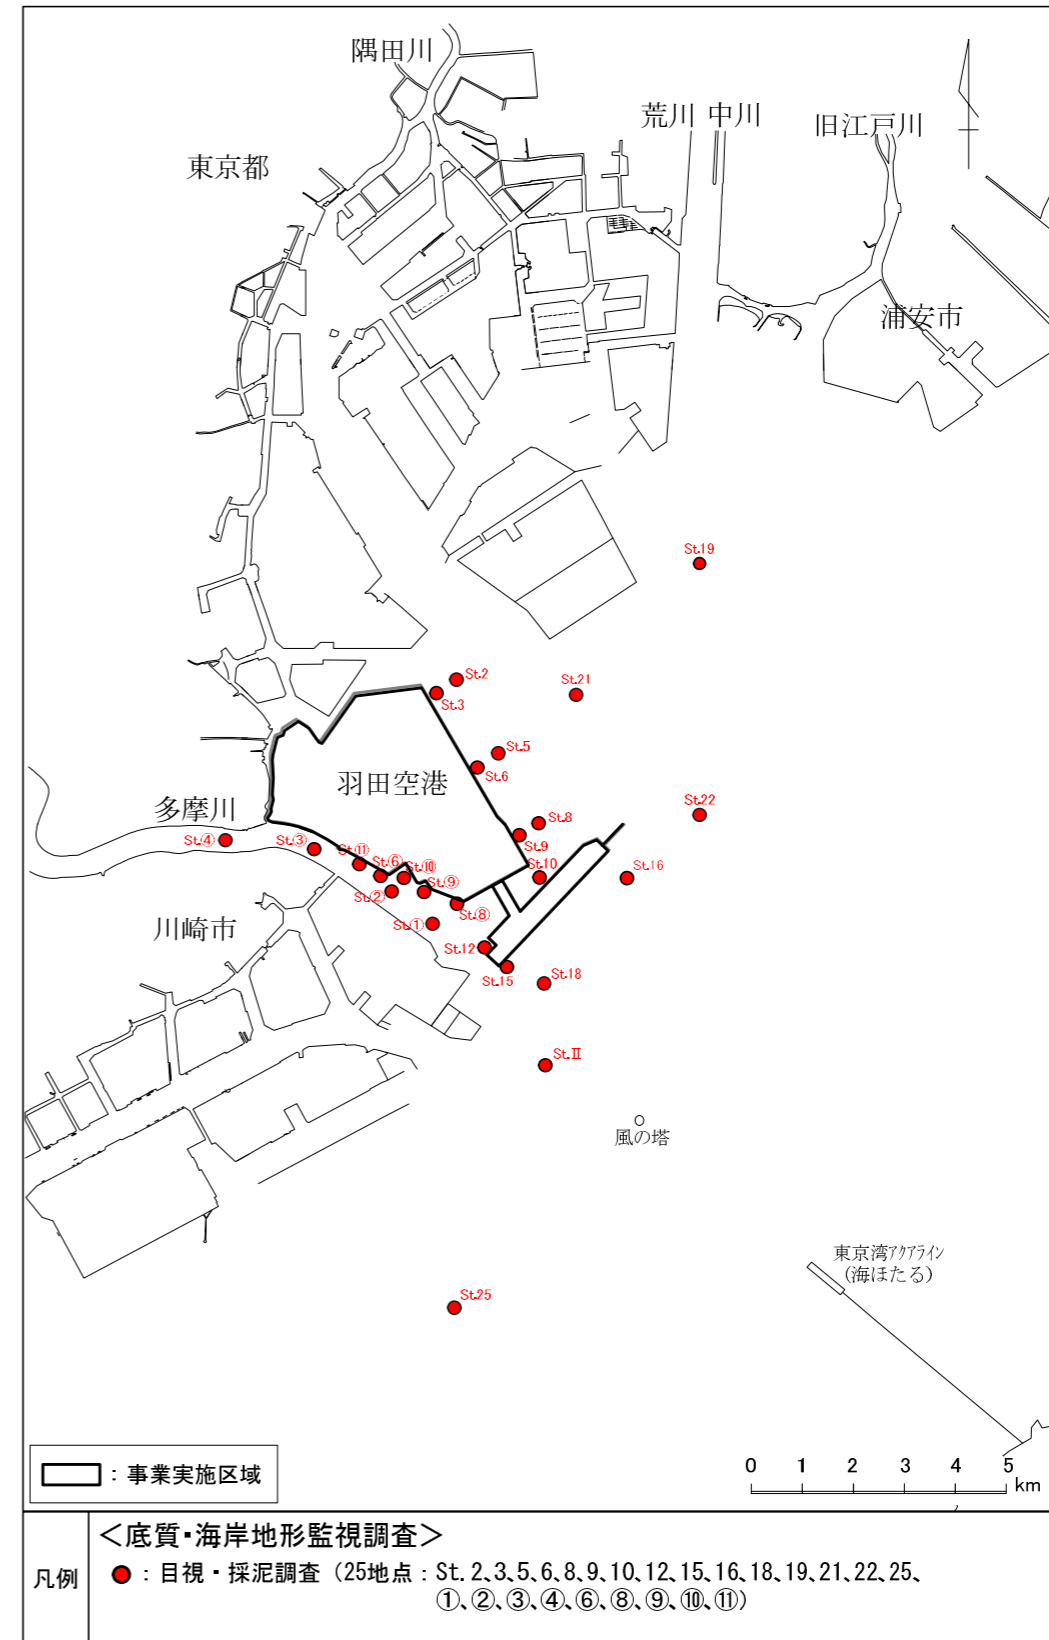 隅田川
荒川 中川
旧江戸川
東京都
浦安市
St.19
St.2
St.3
St.21
St.5
St.6
羽田空港
St.22
多摩川
St.8
St.④
St.③
St.9
St.⑪
St.⑥
St.⑩
St.10
St.16
St.②
St.⑨
St.⑧
St.①
川崎市
St.12
St.15
St.18
St.Ⅱ
風の塔
東京湾アクアライン
(海ほたる)
St.25
0 1 2 3 4 5
km
:事業実施区域
凡例
<底質・海岸地形監視調査>
●:目視・採泥調査(25地点:St.2、3、5、6、8、9、10、12、15、16、18、19、21、22、25、
①、②、③、④、⑥、⑧、⑨、⑩、⑪)